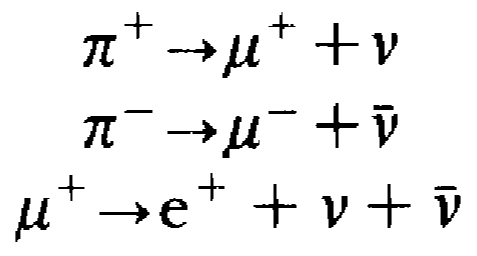 π⁺ → μ⁺ + ν
π⁻ → μ⁻ + ν̄
μ⁺ → e⁺ + ν + ν̄